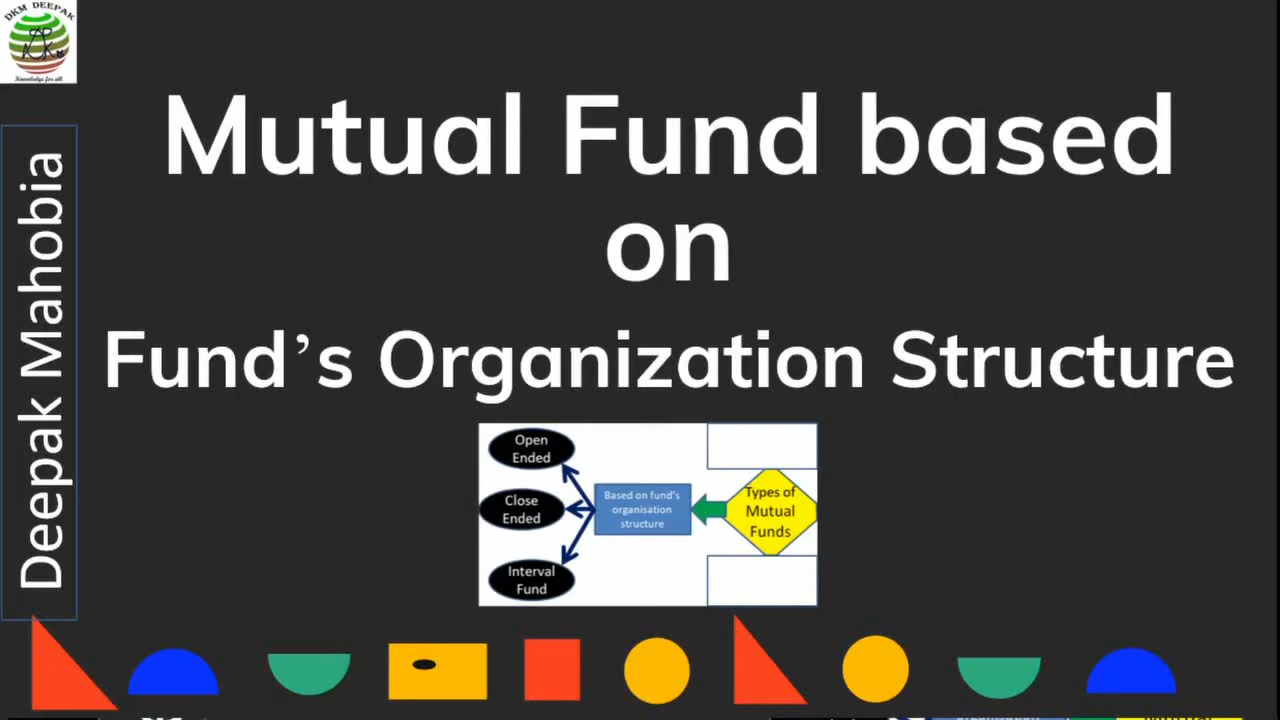 DKM DEEPAK
Knowledge for all
Deepak Mahobia
Mutual Fund based
on
Fund’s Organization Structure
Open
Ended
Close
Ended
Interval
Fund
Based on fund's
organisation
structure
Types of
Mutual
Funds